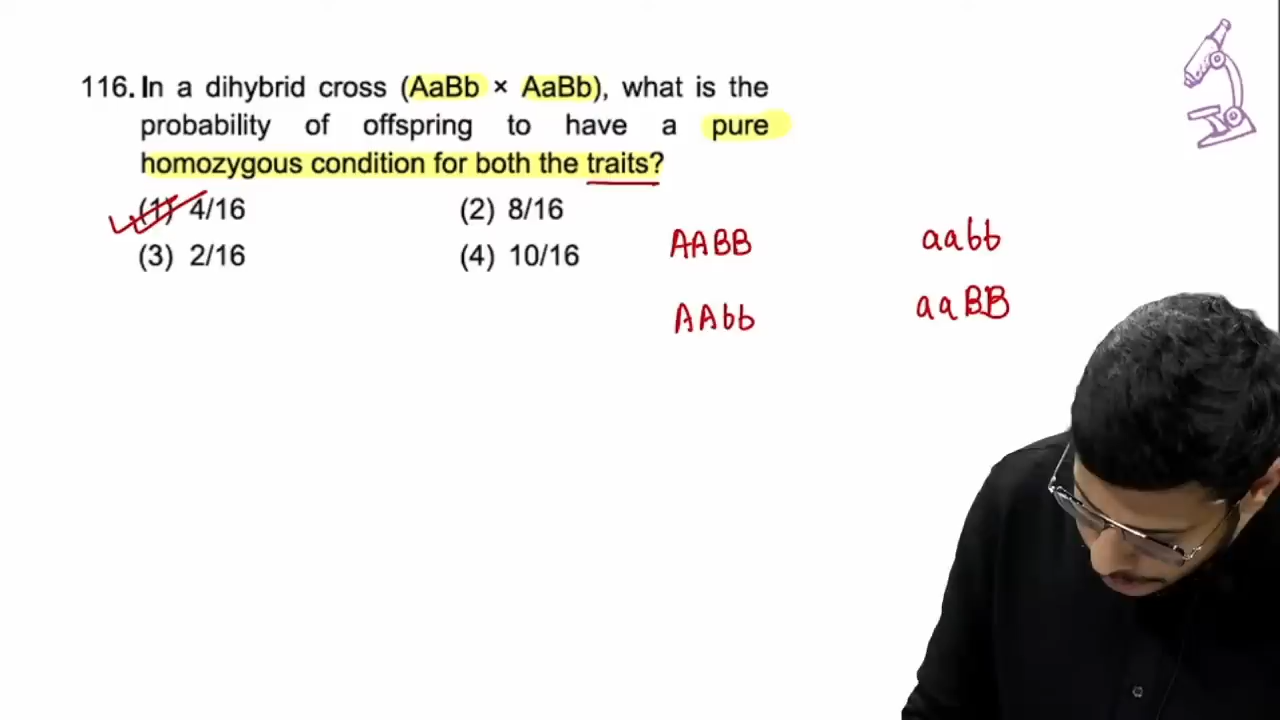 116. In a dihybrid cross (AaBb × AaBb), what is the
probability of offspring to have a pure
homozygous condition for both the traits?
(1) 4/16 (2) 8/16
(3) 2/16 (4) 10/16
AABB aabb
AAbb aaBB